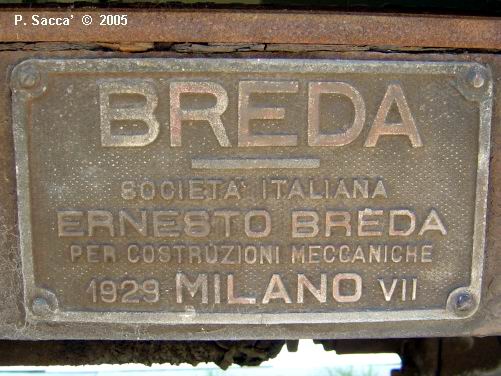 P. Sacca' © 2005
BREDA
SOCIETA' ITALIANA
ERNESTO BREDA
PER COSTRUZIONI MECCANICHE
1929 MILANO VII